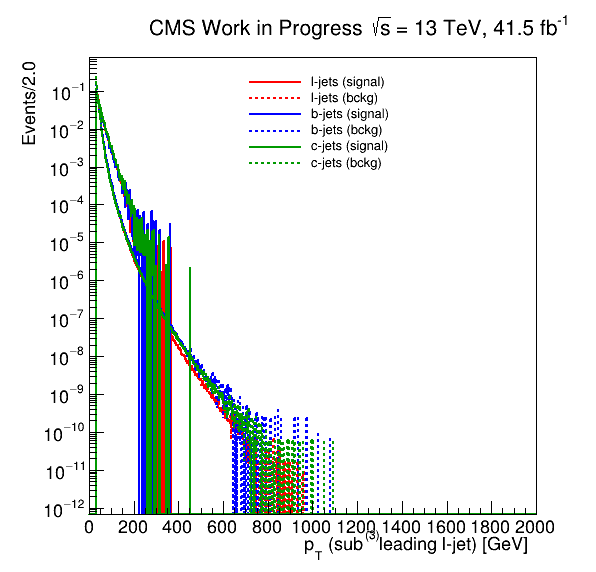 CMS Work in Progress √s = 13 TeV, 41.5 fb⁻¹
Events/2.0
l-jets (signal)
l-jets (bckg)
b-jets (signal)
b-jets (bckg)
c-jets (signal)
c-jets (bckg)
10⁻¹
10⁻²
10⁻³
10⁻⁴
10⁻⁵
10⁻⁶
10⁻⁷
10⁻⁸
10⁻⁹
10⁻¹⁰
10⁻¹¹
10⁻¹²
0 200 400 600 800 1000 1200 1400 1600 1800 2000
p_T (sub⁽³⁾leading l-jet) [GeV]